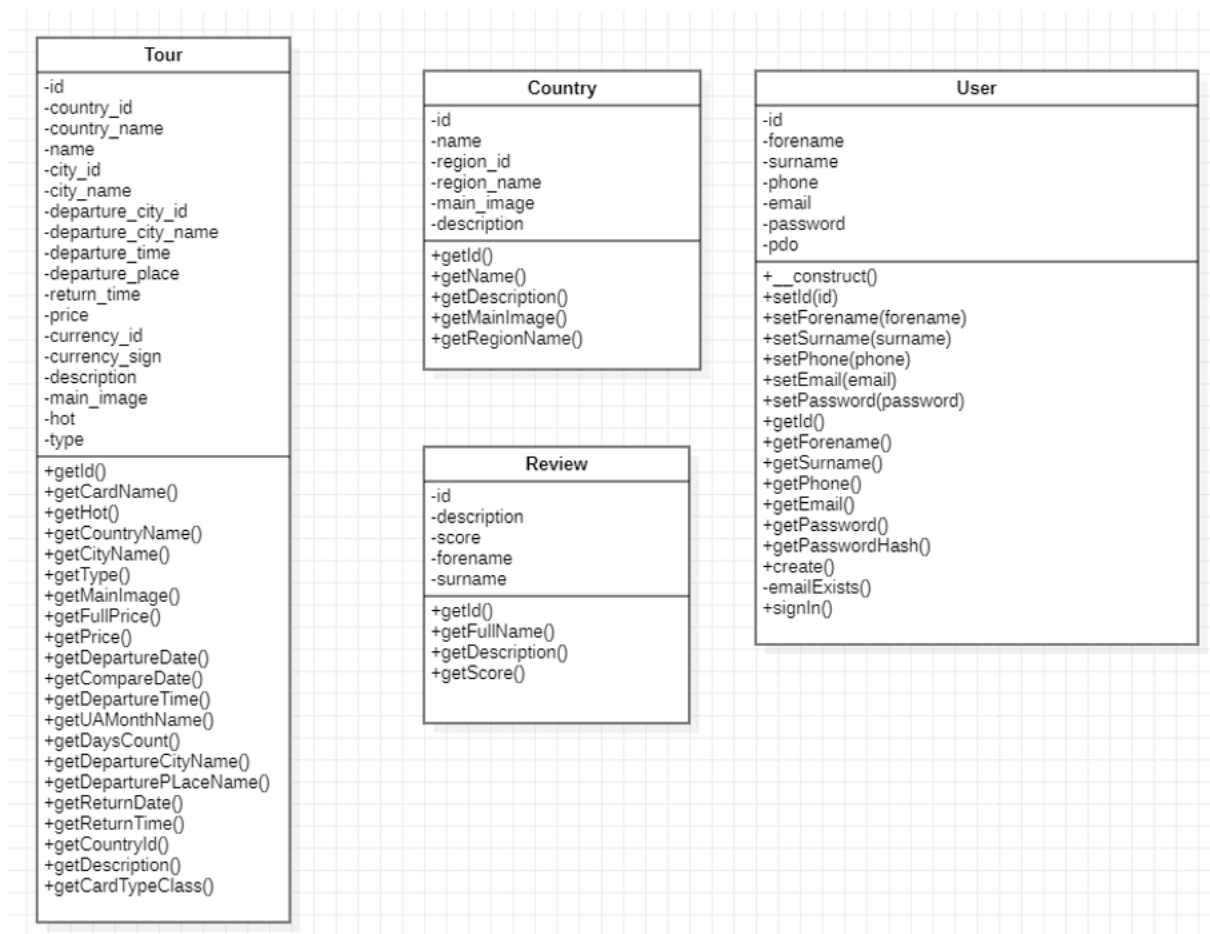 Tour
-id
-country_id
-country_name
-name
-city_id
-city_name
-departure_city_id
-departure_city_name
-departure_time
-departure_place
-return_time
-price
-currency_id
-currency_sign
-description
-main_image
-hot
-type
+getId()
+getCardName()
+getHot()
+getCountryName()
+getCityName()
+getType()
+getMainImage()
+getFullPrice()
+getPrice()
+getDepartureDate()
+getCompareDate()
+getDepartureTime()
+getUAMonthName()
+getDaysCount()
+getDepartureCityName()
+getDeparturePLaceName()
+getReturnDate()
+getReturnTime()
+getCountryId()
+getDescription()
+getCardTypeClass()
Country
-id
-name
-region_id
-region_name
-main_image
-description
+getId()
+getName()
+getDescription()
+getMainImage()
+getRegionName()
Review
-id
-description
-score
-forename
-surname
+getId()
+getFullName()
+getDescription()
+getScore()
User
-id
-forename
-surname
-phone
-email
-password
-pdo
+__construct()
+setId(id)
+setForename(forename)
+setSurname(surname)
+setPhone(phone)
+setEmail(email)
+setPassword(password)
+getId()
+getForename()
+getSurname()
+getPhone()
+getEmail()
+getPassword()
+getPasswordHash()
+create()
-emailExists()
+signIn()